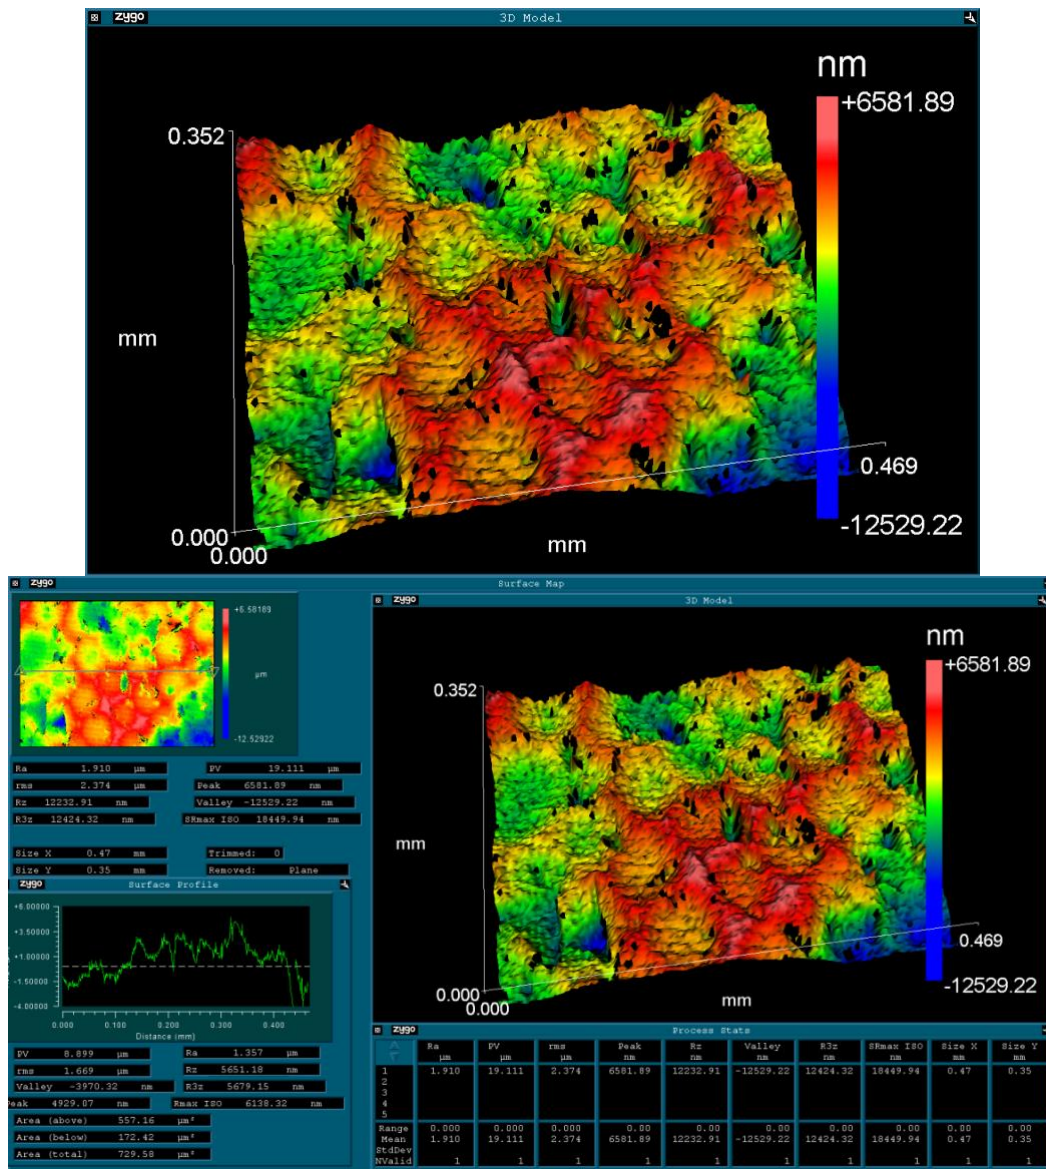 zygo 3D Model
nm
+6581.89
0.352
mm
0.469
0.000
0.000
mm
-12529.22
zygo Surface Map
+6.58189
µm
-12.52922
Ra 1.910 µm PV 19.111 µm
rms 2.374 µm Peak 6581.89 nm
Rz 12232.91 nm Valley -12529.22 nm
R3z 12424.32 nm SRmax ISO 18449.94 nm
Size X 0.47 mm Trimmed: 0
Size Y 0.35 mm Removed: Plane
zygo Surface Profile
+6.00000
+3.50000
+1.00000
-1.50000
-4.00000
0.000 0.100 0.200 0.300 0.400
Distance (mm)
PV 8.899 µm Ra 1.357 µm
rms 1.669 µm Rz 5651.18 nm
Valley -3970.32 nm R3z 5679.15 nm
Peak 4929.07 nm Rmax ISO 6138.32 nm
Area (above) 557.16 µm²
Area (below) 172.42 µm²
Area (total) 729.58 µm²
zygo 3D Model
nm
+6581.89
0.352
mm
0.469
0.000
0.000
mm
-12529.22
zygo Process Stats
Ra PV rms Peak Rz Valley R3z SRmax ISO Size X Size Y
µm µm µm nm nm nm nm nm mm mm
1 1.910 19.111 2.374 6581.89 12232.91 -12529.22 12424.32 18449.94 0.47 0.35
2
3
4
5
Range 0.000 0.000 0.000 0.00 0.00 0.00 0.00 0.00 0.00 0.00
Mean 1.910 19.111 2.374 6581.89 12232.91 -12529.22 12424.32 18449.94 0.47 0.35
StdDev
NValid 1 1 1 1 1 1 1 1 1 1